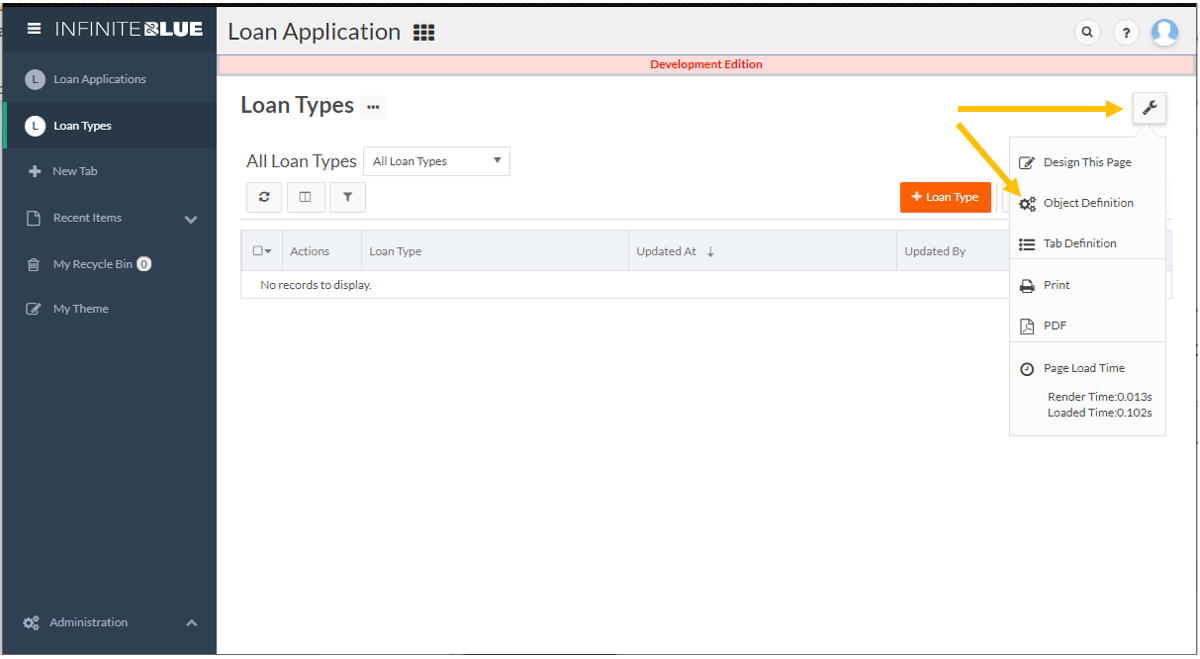 INFINITEBLUE
Loan Application
?
Development Edition
L Loan Applications
L Loan Types
New Tab
Recent Items
My Recycle Bin 0
My Theme
Administration
Loan Types ...
All Loan Types All Loan Types
+ Loan Type
Actions Loan Type Updated At ↓ Updated By
No records to display.
Design This Page
Object Definition
Tab Definition
Print
PDF
Page Load Time
Render Time:0.013s
Loaded Time:0.102s